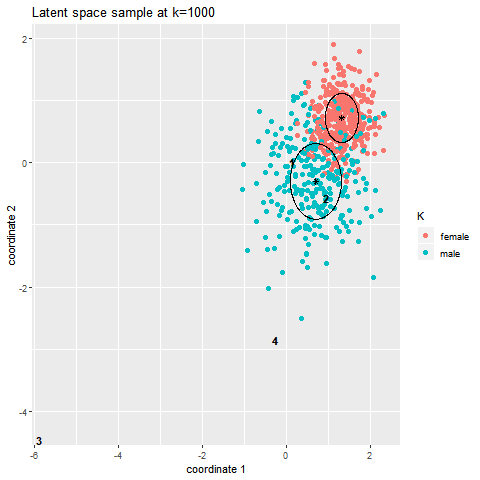 Latent space sample at k=1000
2
0
-2
-4
coordinate 2
1
2
4
3
-6
-4
-2
0
2
coordinate 1
K
female
male